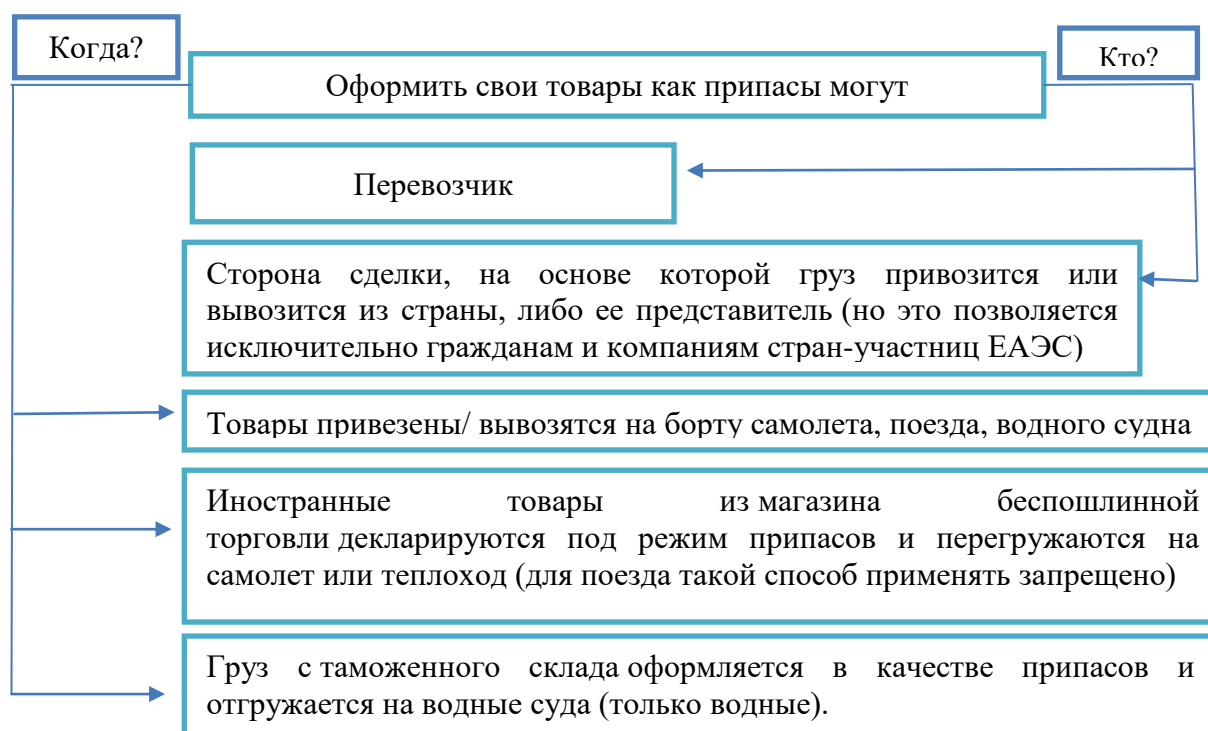 Когда?
Кто?
Оформить свои товары как припасы могут
Перевозчик
Сторона сделки, на основе которой груз привозится или
вывозится из страны, либо ее представитель (но это позволяется
исключительно гражданам и компаниям стран-участниц ЕАЭС)
Товары привезены/ вывозятся на борту самолета, поезда, водного судна
Иностранные товары из магазина беспошлинной
торговли декларируются под режим припасов и перегружаются на
самолет или теплоход (для поезда такой способ применять запрещено)
Груз с таможенного склада оформляется в качестве припасов и
отгружается на водные суда (только водные).